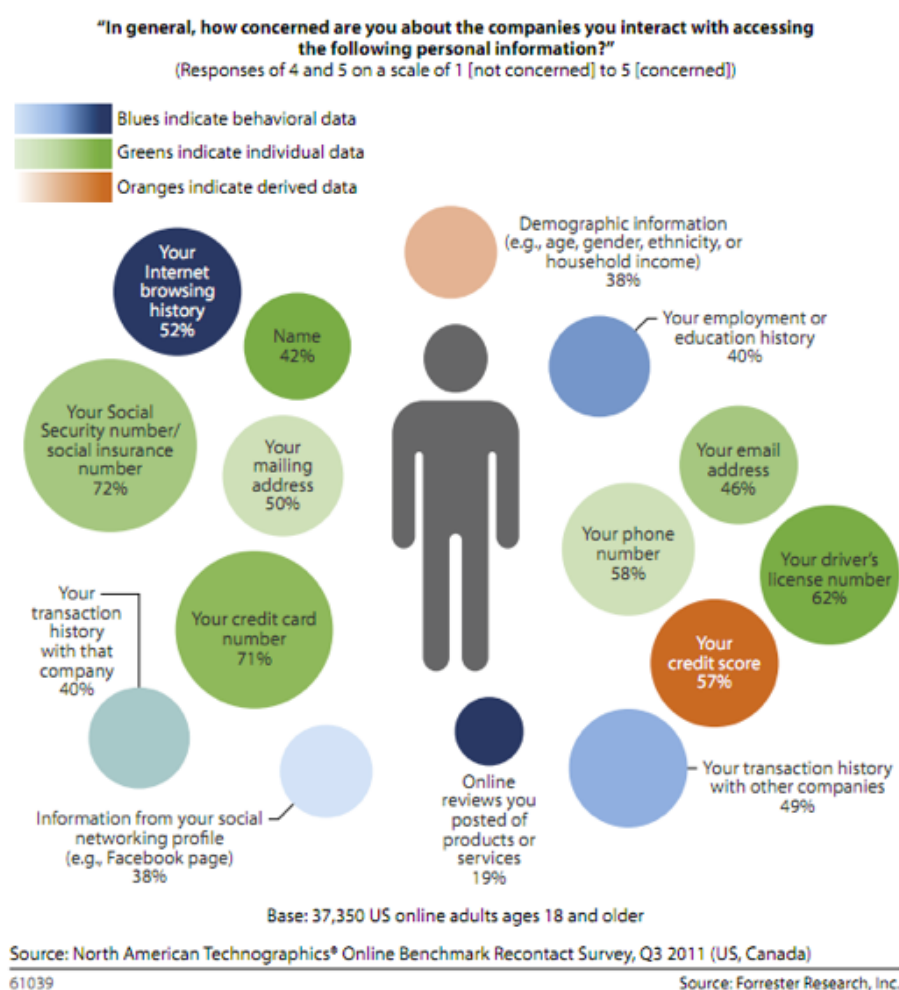 “In general, how concerned are you about the companies you interact with accessing
the following personal information?”
(Responses of 4 and 5 on a scale of 1 [not concerned] to 5 [concerned])
Blues indicate behavioral data
Greens indicate individual data
Oranges indicate derived data
Your
Internet
browsing
history
52%
Name
42%
Demographic information
(e.g., age, gender, ethnicity, or
household income)
38%
Your employment or
education history
40%
Your Social
Security number/
social insurance
number
72%
Your
mailing
address
50%
Your email
address
46%
Your phone
number
58%
Your driver’s
license number
62%
Your
transaction
history
with that
company
40%
Your credit card
number
71%
Your
credit score
57%
Information from your social
networking profile
(e.g., Facebook page)
38%
Online
reviews you
posted of
products or
services
19%
Your transaction history
with other companies
49%
Base: 37,350 US online adults ages 18 and older
Source: North American Technographics® Online Benchmark Recontact Survey, Q3 2011 (US, Canada)
61039
Source: Forrester Research, Inc.